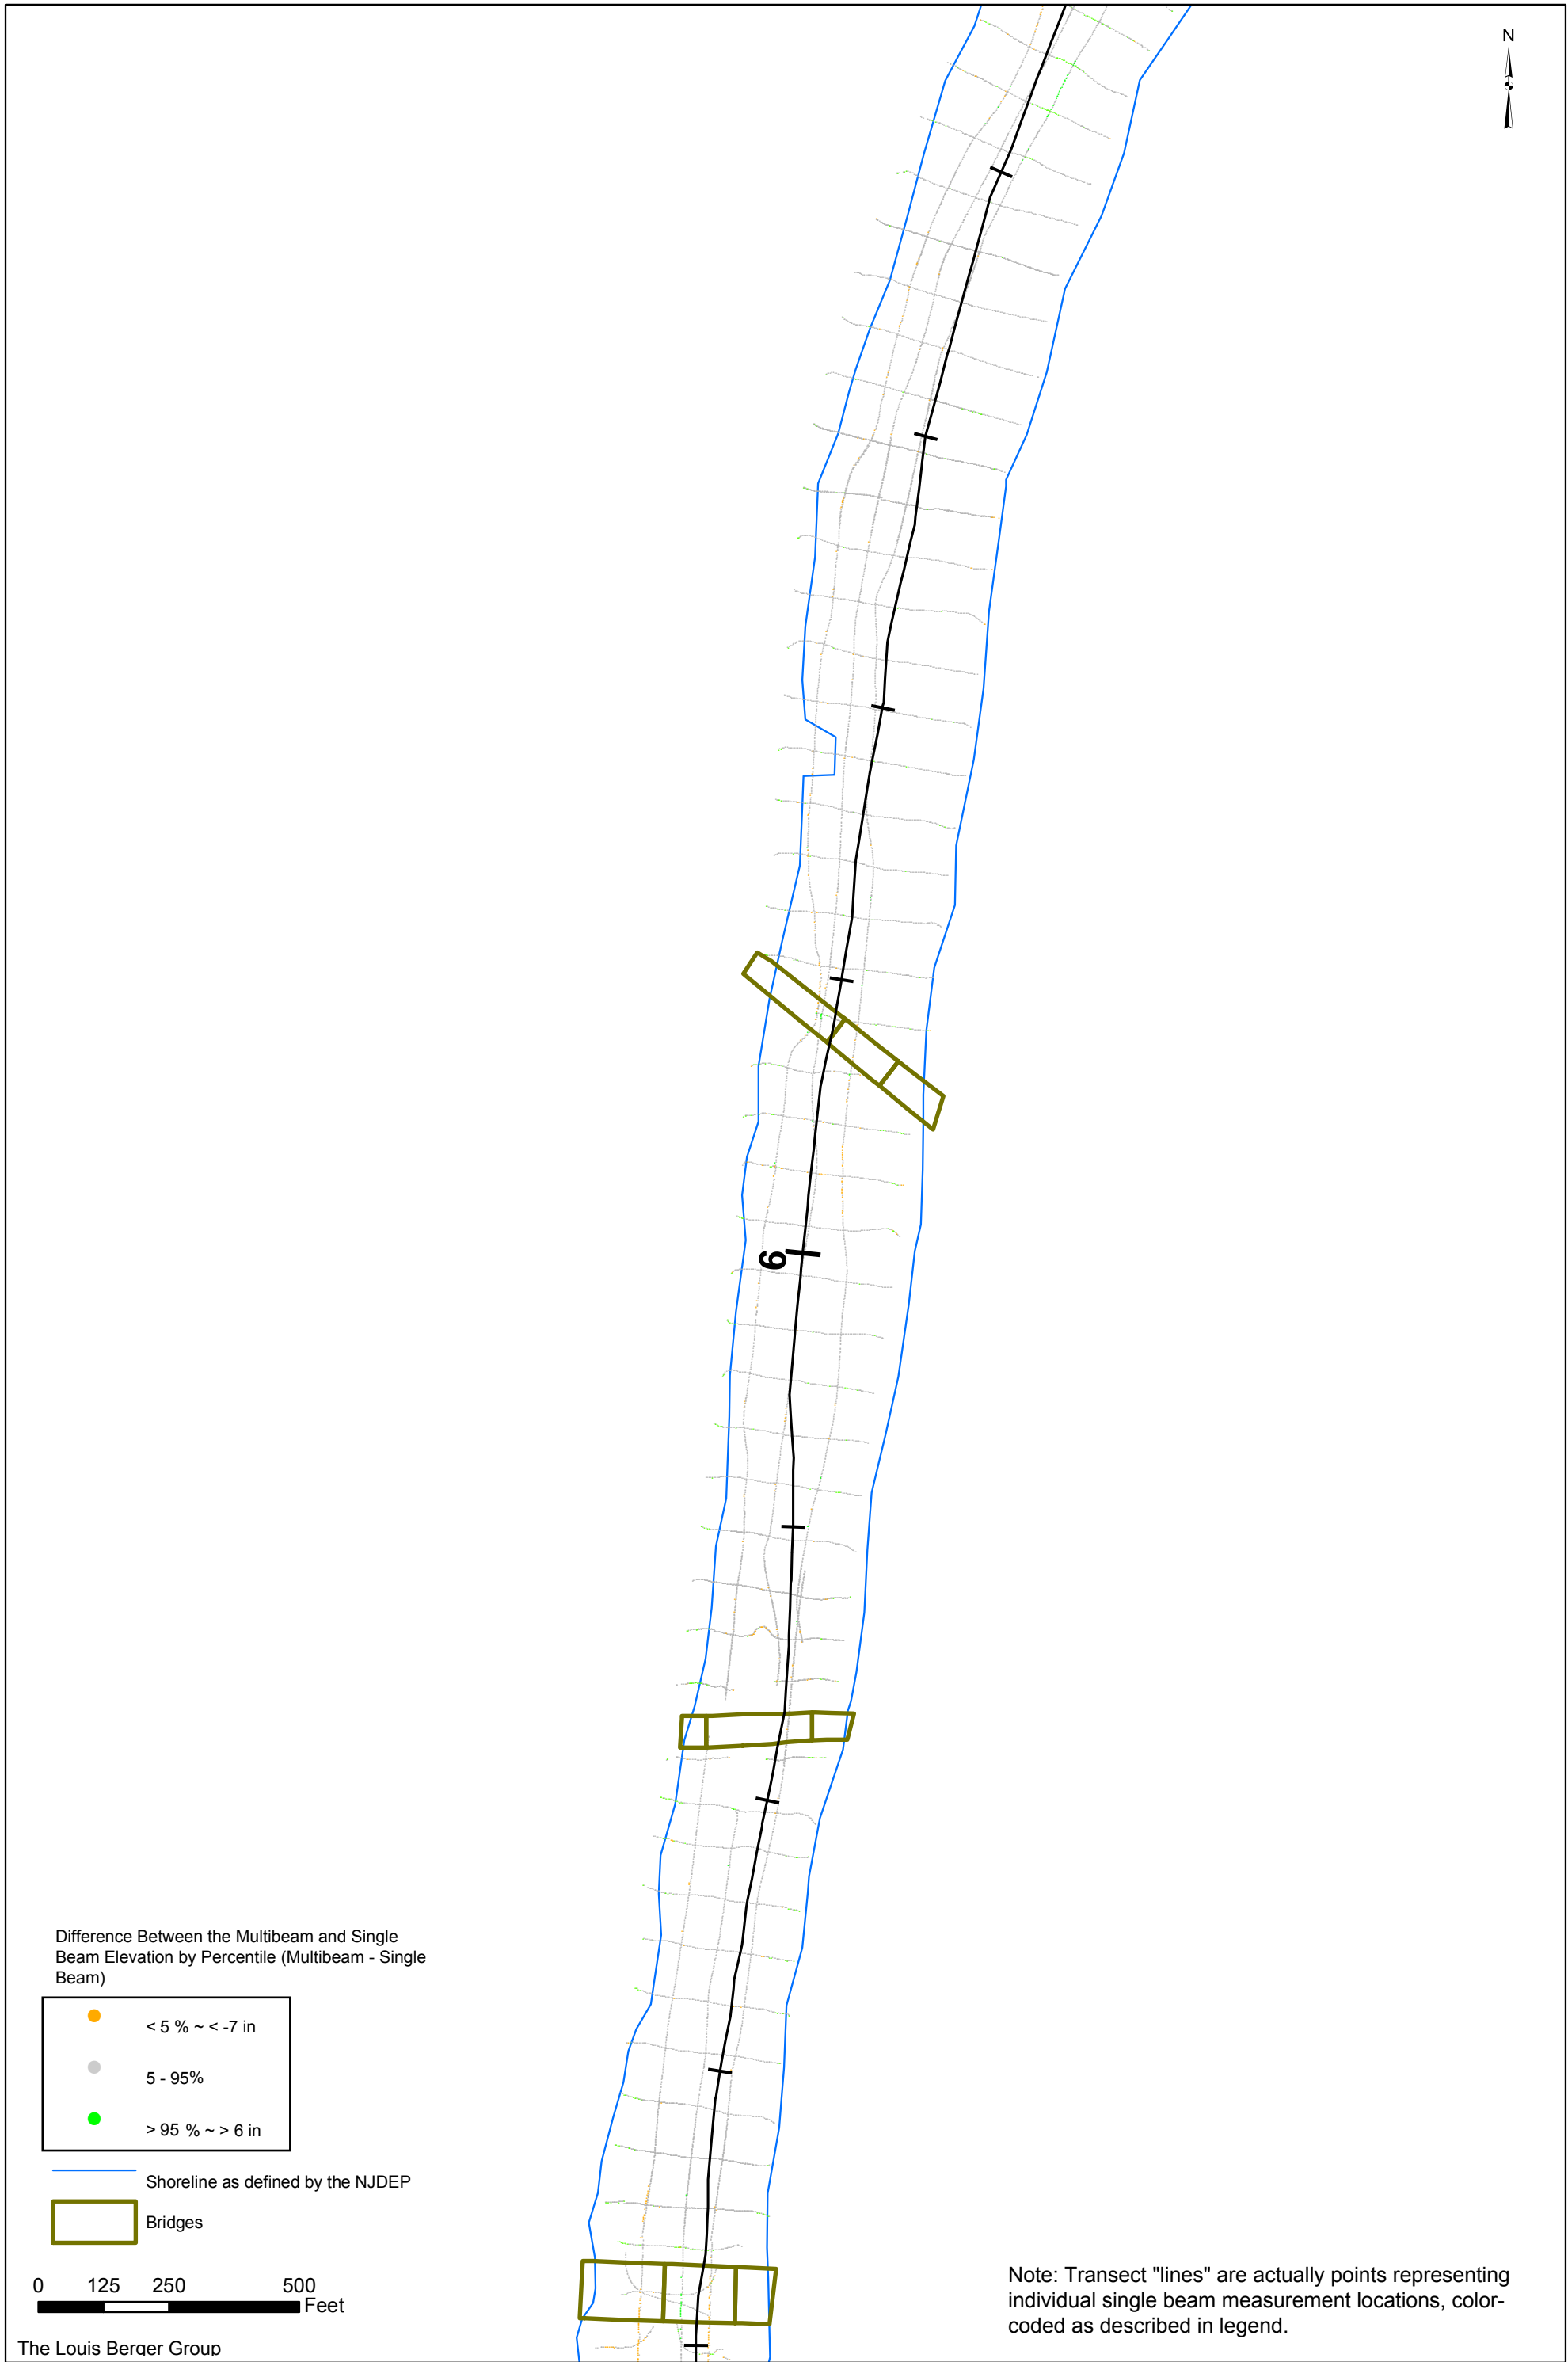 N
6
Difference Between the Multibeam and Single
Beam Elevation by Percentile (Multibeam - Single
Beam)
< 5 % ~ < -7 in
5 - 95%
> 95 % ~ > 6 in
Shoreline as defined by the NJDEP
Bridges
0 125 250 500
Feet
The Louis Berger Group
Note: Transect "lines" are actually points representing
individual single beam measurement locations, color-
coded as described in legend.